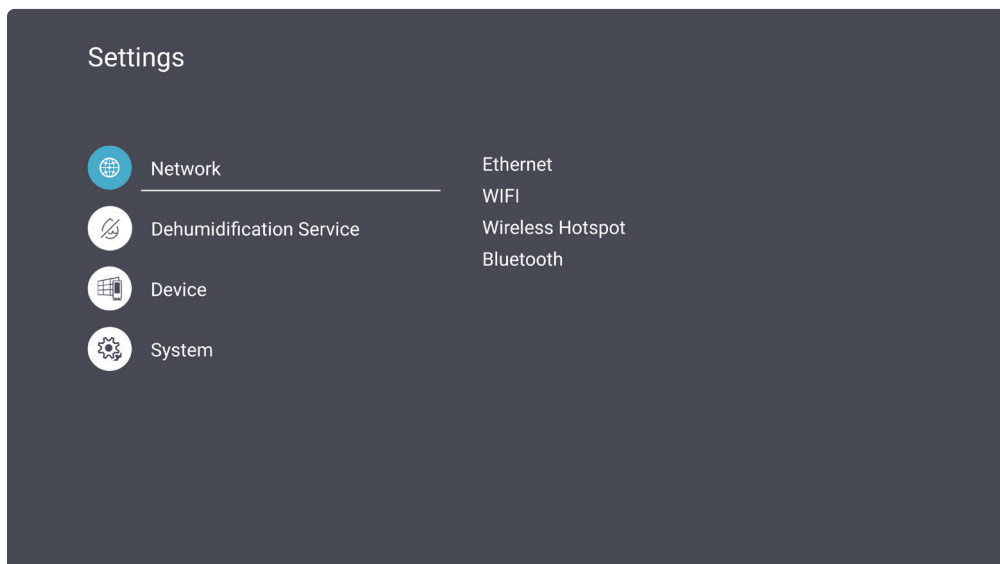 Settings
Network
Dehumidification Service
Device
System
Ethernet
WIFI
Wireless Hotspot
Bluetooth